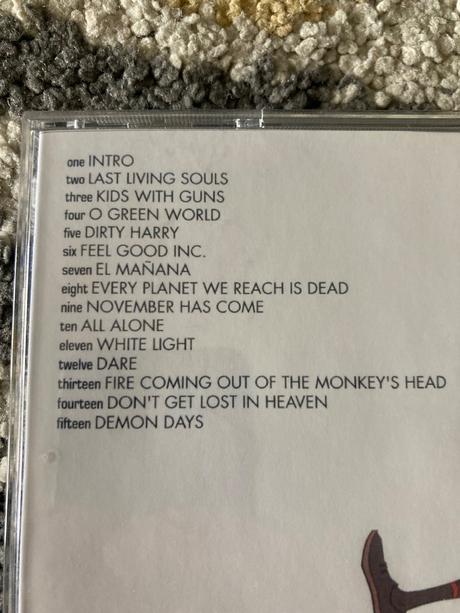 one INTRO
two LAST LIVING SOULS
three KIDS WITH GUNS
four O GREEN WORLD
five DIRTY HARRY
six FEEL GOOD INC.
seven EL MAÑANA
eight EVERY PLANET WE REACH IS DEAD
nine NOVEMBER HAS COME
ten ALL ALONE
eleven WHITE LIGHT
twelve DARE
thirteen FIRE COMING OUT OF THE MONKEY'S HEAD
fourteen DON'T GET LOST IN HEAVEN
fifteen DEMON DAYS